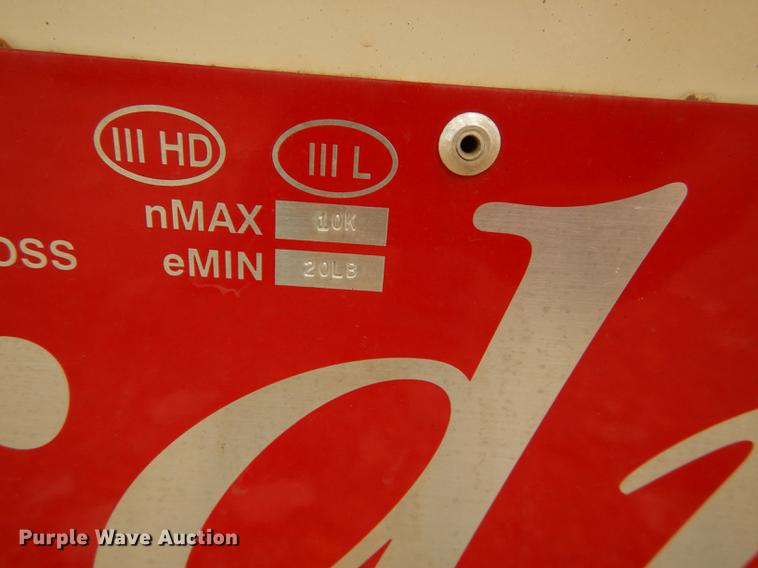 III HD III L
nMAX 10K
OSS eMIN 20LB
d
Purple Wave Auction